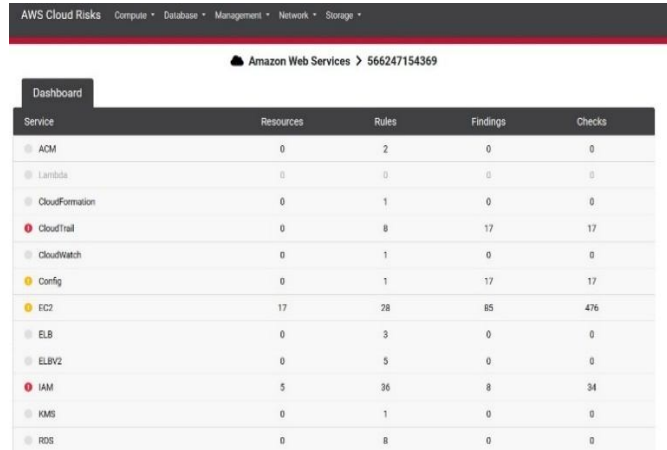 AWS Cloud Risks Compute Database Management Network Storage
Amazon Web Services > 566247154369
Dashboard
Service Resources Rules Findings Checks
ACM 0 2 0 0
Lambda 0 0 0 0
CloudFormation 0 1 0 0
CloudTrail 0 8 17 17
CloudWatch 0 1 0 0
Config 0 1 17 17
EC2 17 28 85 476
ELB 0 3 0 0
ELBV2 0 5 0 0
IAM 5 36 8 34
KMS 0 1 0 0
RDS 0 8 0 0